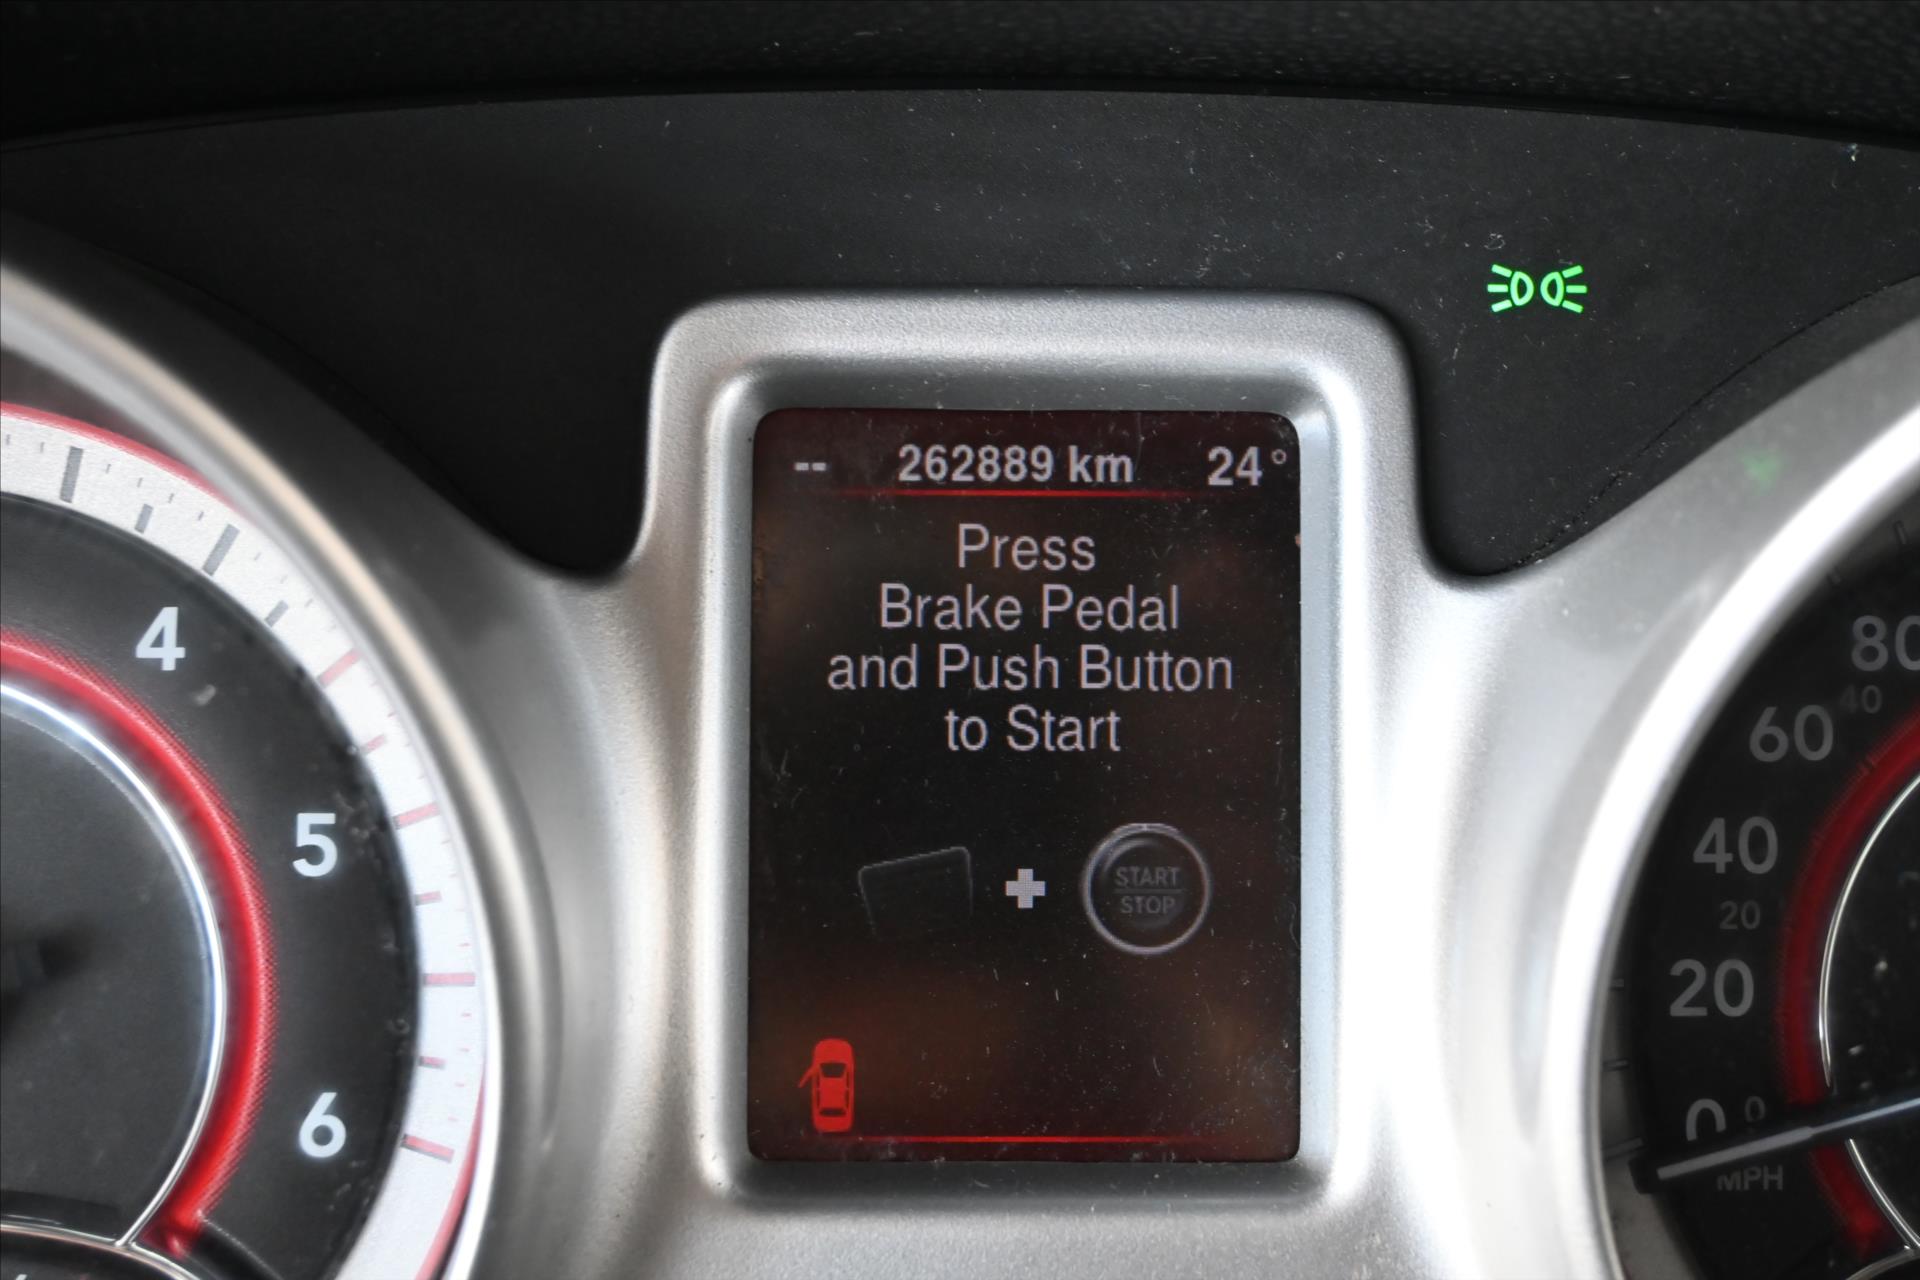 -- 262889 km 24°
Press
Brake Pedal
and Push Button
to Start
START
STOP
4
5
6
80
60
40
40
20
20
0
0
MPH